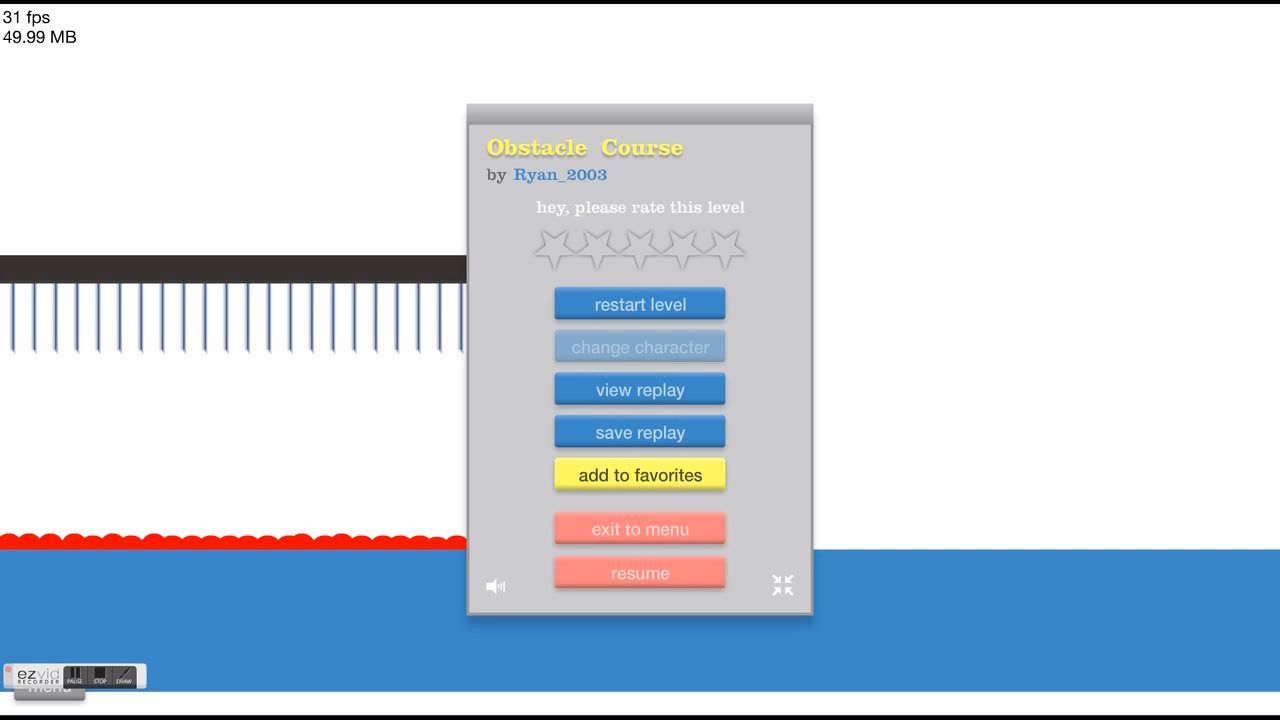 31 fps
49.99 MB
Obstacle Course
by Ryan_2003
hey, please rate this level
restart level
change character
view replay
save replay
add to favorites
exit to menu
resume
ezvid
RECORDER
PAUSE STOP DRAW
menu